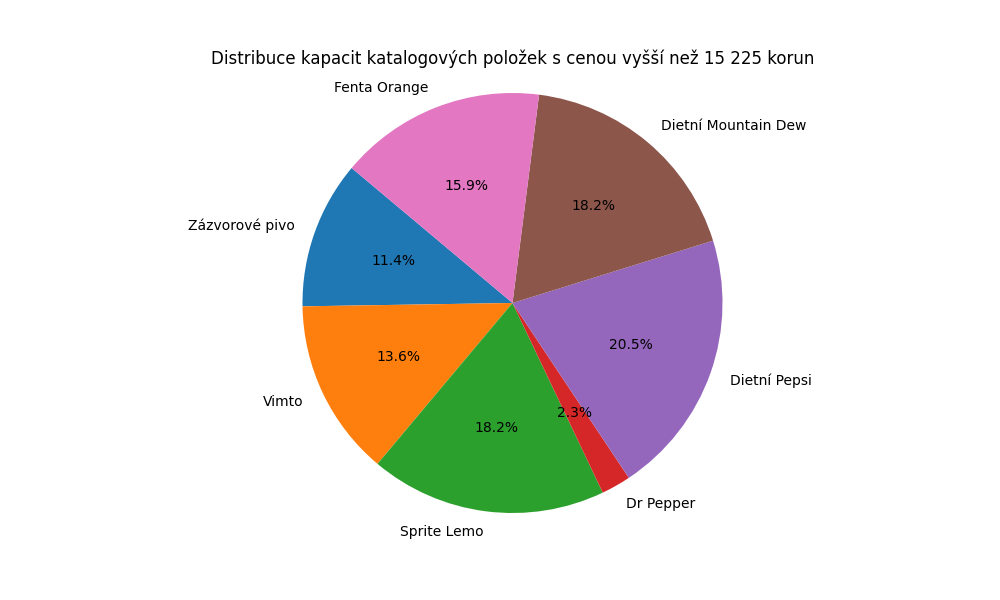 Distribuce kapacit katalogových položek s cenou vyšší než 15 225 korun
Fenta Orange
Dietní Mountain Dew
15.9%
18.2%
Zázvorové pivo
11.4%
20.5%
13.6%
Dietní Pepsi
Vimto
2.3%
18.2%
Dr Pepper
Sprite Lemo